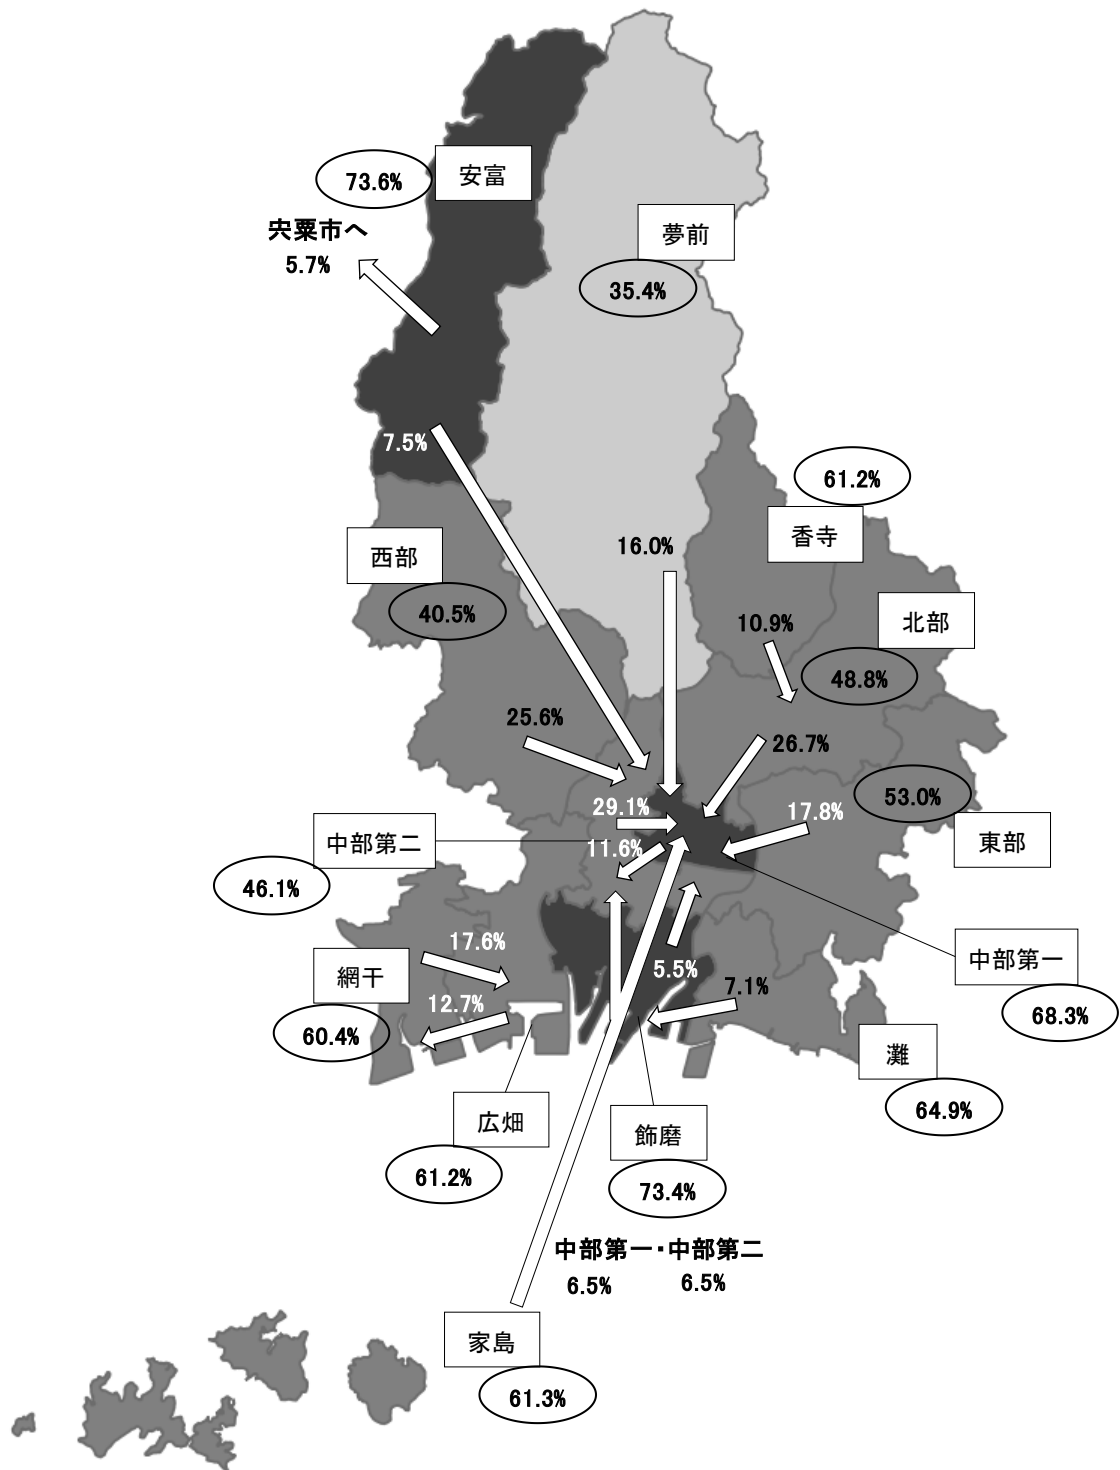 安富
73.6%
宍粟市へ
5.7%
夢前
35.4%
7.5%
61.2%
香寺
西部
40.5%
16.0%
北部
48.8%
10.9%
25.6%
26.7%
53.0%
東部
29.1%
17.8%
中部第二
46.1%
11.6%
中部第一
68.3%
17.6%
網干
60.4%
12.7%
5.5%
7.1%
灘
64.9%
広畑
61.2%
飾磨
73.4%
中部第一・中部第二
6.5% 6.5%
家島
61.3%